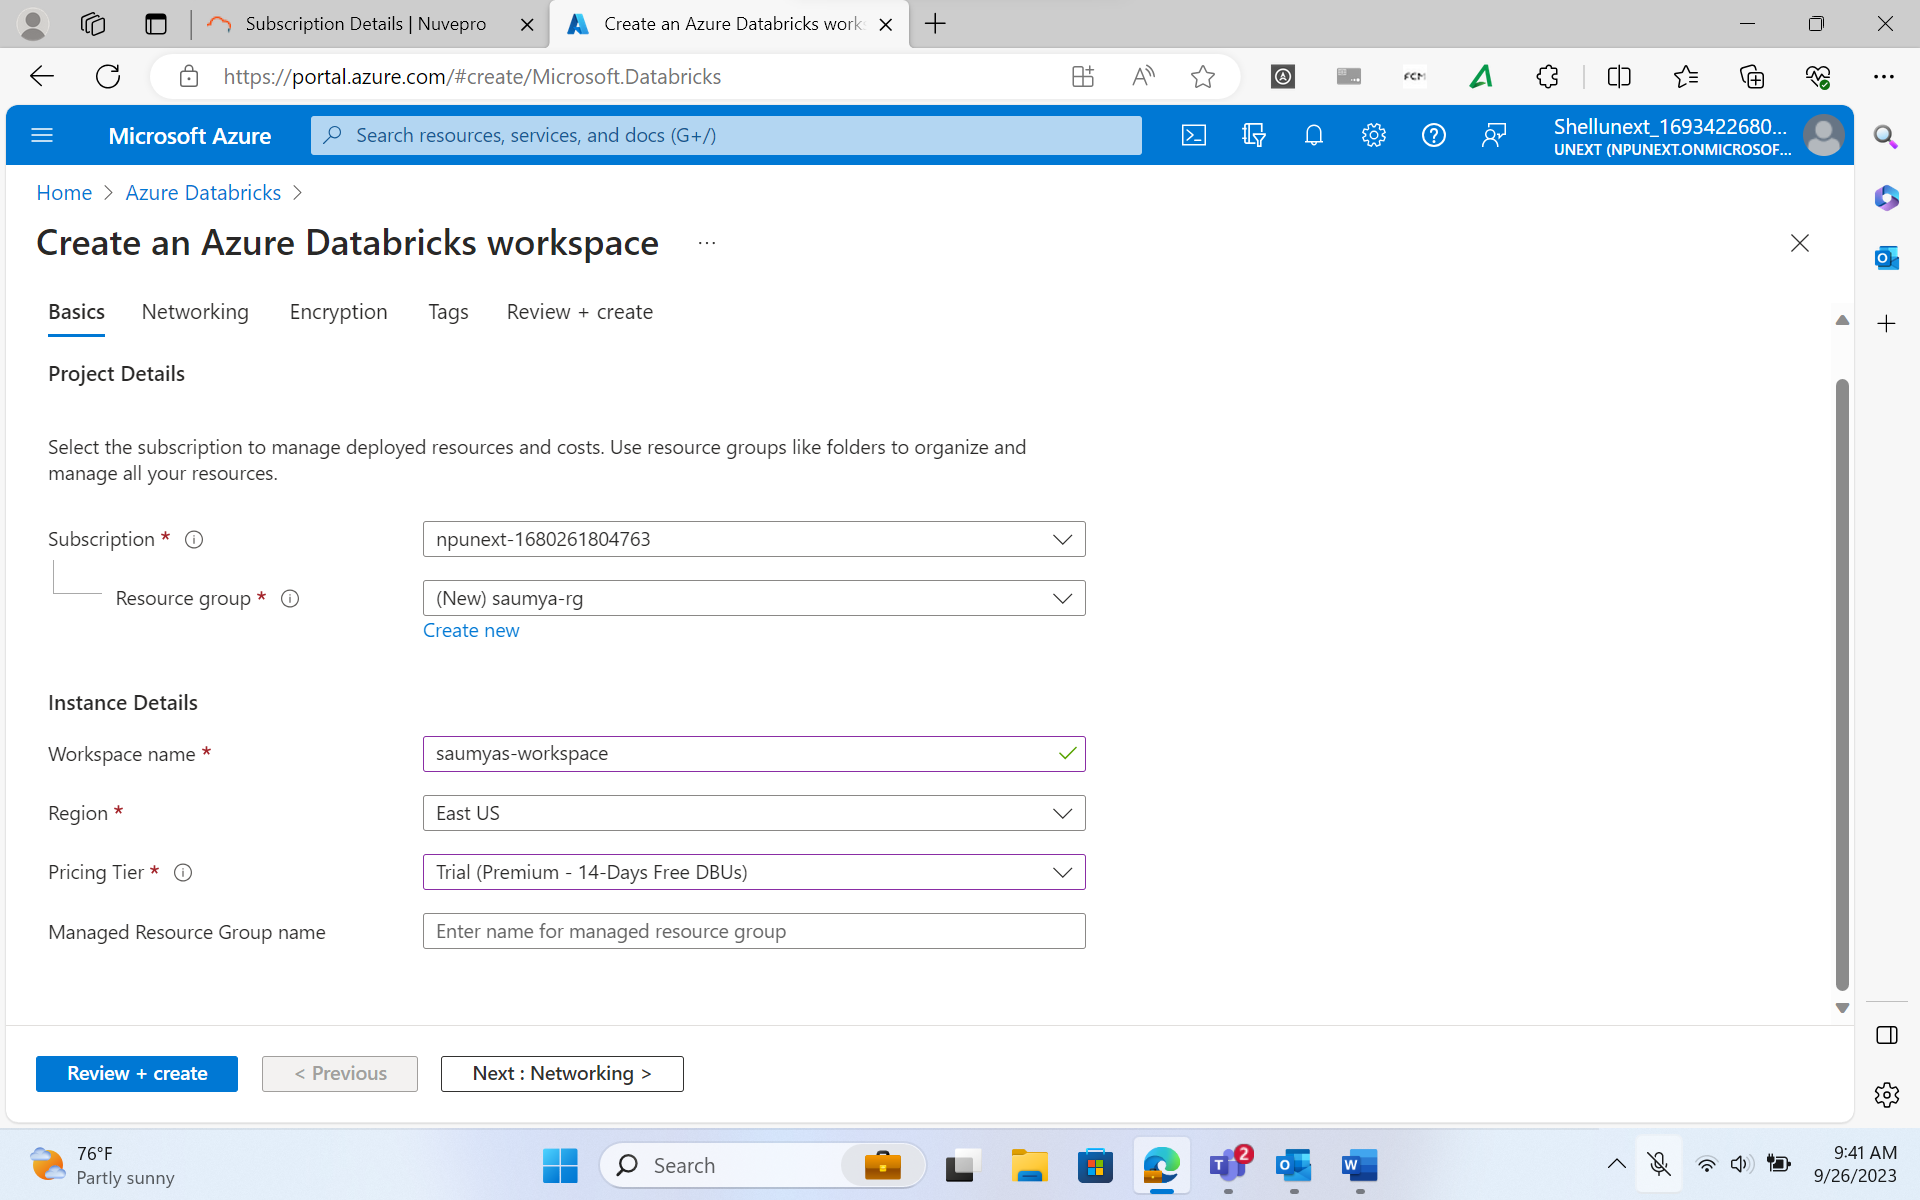 Subscription Details | Nuvepro
Create an Azure Databricks work
https://portal.azure.com/#create/Microsoft.Databricks
FCM
Microsoft Azure
Search resources, services, and docs (G+/)
Shellunext_1693422680...
UNEXT (NPUNEXT.ONMICROSOF...
Home > Azure Databricks >
Create an Azure Databricks workspace
...
Basics
Networking
Encryption
Tags
Review + create
Project Details
Select the subscription to manage deployed resources and costs. Use resource groups like folders to organize and
manage all your resources.
Subscription *
npunext-1680261804763
Resource group *
(New) saumya-rg
Create new
Instance Details
Workspace name *
saumyas-workspace
Region *
East US
Pricing Tier *
Trial (Premium - 14-Days Free DBUs)
Managed Resource Group name
Enter name for managed resource group
Review + create
< Previous
Next : Networking >
76°F
Partly sunny
Search
2
9:41 AM
9/26/2023